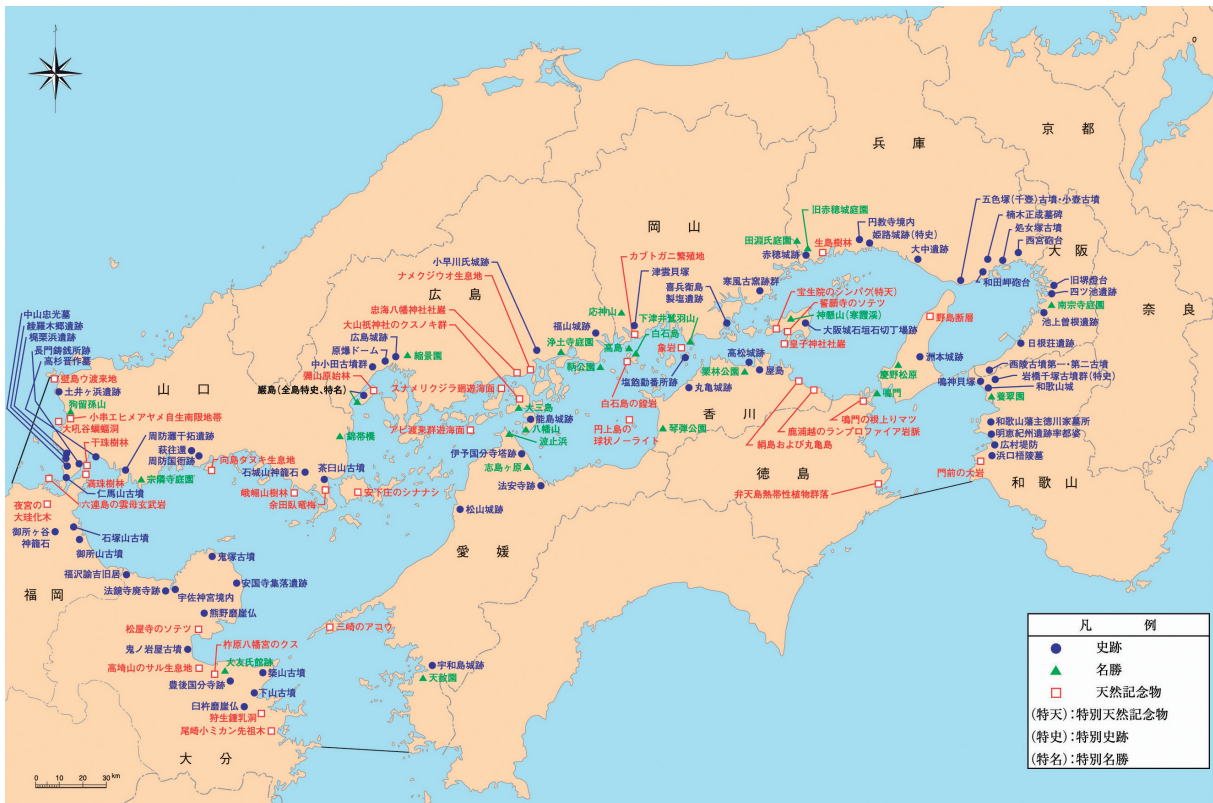 京都
兵庫
岡山
広島
山口
大阪
奈良
和歌山
香川
徳島
愛媛
福岡
大分
五色塚(千壺)古墳・小壺古墳
楠木正成墓碑
処女塚古墳
西宮砲台
旧赤穂城庭園
田淵氏庭園
生島樹林
赤穂城跡
円教寺境内
姫路城跡(特史)
大中遺跡
和田岬砲台
旧堺燈台
四ツ池遺跡
南宗寺庭園
池上曽根遺跡
日根荘遺跡
野島断層
洲本城跡
慶野松原
鳴門
鳴神貝塚
西陵古墳第一・第二古墳
岩橋千塚古墳群(特史)
和歌山城
養翠園
和歌山藩主徳川家墓所
明恵紀州遺跡率都婆
広村堤防
浜口梧陵墓
門前の大岩
カブトガニ繁殖地
津雲貝塚
喜兵衛島
製塩遺跡
寒風古窯跡群
下津井鷲羽山
宝生院のシンパク(特天)
誓願寺のソテツ
神懸山(寒霞渓)
大阪城石垣石切丁場跡
皇子神社社叢
応神山
福山城跡
高島
白石島
象岩
高松城跡
屋島
栗林公園
塩飽勤番所跡
丸亀城跡
白石島の鎧岩
円上島の
球状ノーライト
琴弾公園
絹島および丸亀島
鹿浦越のランプロファイア岩脈
鳴門の根上りマツ
弁天島熱帯性植物群落
小早川氏城跡
ナメクジウオ生息地
忠海八幡神社社叢
大山祇神社のクスノキ群
浄土寺庭園
鞆公園
広島城跡
原爆ドーム
縮景園
中小田古墳群
彌山原始林
厳島(全島特史、特名)
スナメリクジラ廻遊海面
アビ渡来群遊海面
大三島
能島城跡
八幡山
波止浜
伊予国分寺塔跡
志島ヶ原
法安寺跡
松山城跡
錦帯橋
茶臼山古墳
石城山神籠石
峨嵋山樹林
余田臥竜梅
安下庄のシナナシ
中山忠光墓
綾羅木郷遺跡
梶栗浜遺跡
長門鋳銭所跡
高杉晋作墓
壁島ウ渡来地
土井ヶ浜遺跡
狗留孫山
小串エヒメアヤメ自生南限地帯
大吼谷蝙蝠洞
干珠樹林
満珠樹林
周防灘干拓遺跡
萩往還
周防国衙跡
向島タヌキ生息地
宗隣寺庭園
仁馬山古墳
六連島の雲母玄武岩
夜宮の
大珪化木
御所ヶ谷
神籠石
石塚山古墳
御所山古墳
福沢諭吉旧居
法鏡寺廃寺跡
宇佐神宮境内
鬼塚古墳
安国寺集落遺跡
熊野磨崖仏
松屋寺のソテツ
鬼ノ岩屋古墳
柞原八幡宮のクス
高崎山のサル生息地
大友氏館跡
豊後国分寺跡
築山古墳
下山古墳
臼杵磨崖仏
狩生鍾乳洞
尾崎小ミカン先祖木
三崎のアコウ
宇和島城跡
天赦園
凡例
史跡
名勝
天然記念物
(特天):特別天然記念物
(特史):特別史跡
(特名):特別名勝
0 10 20 30 km